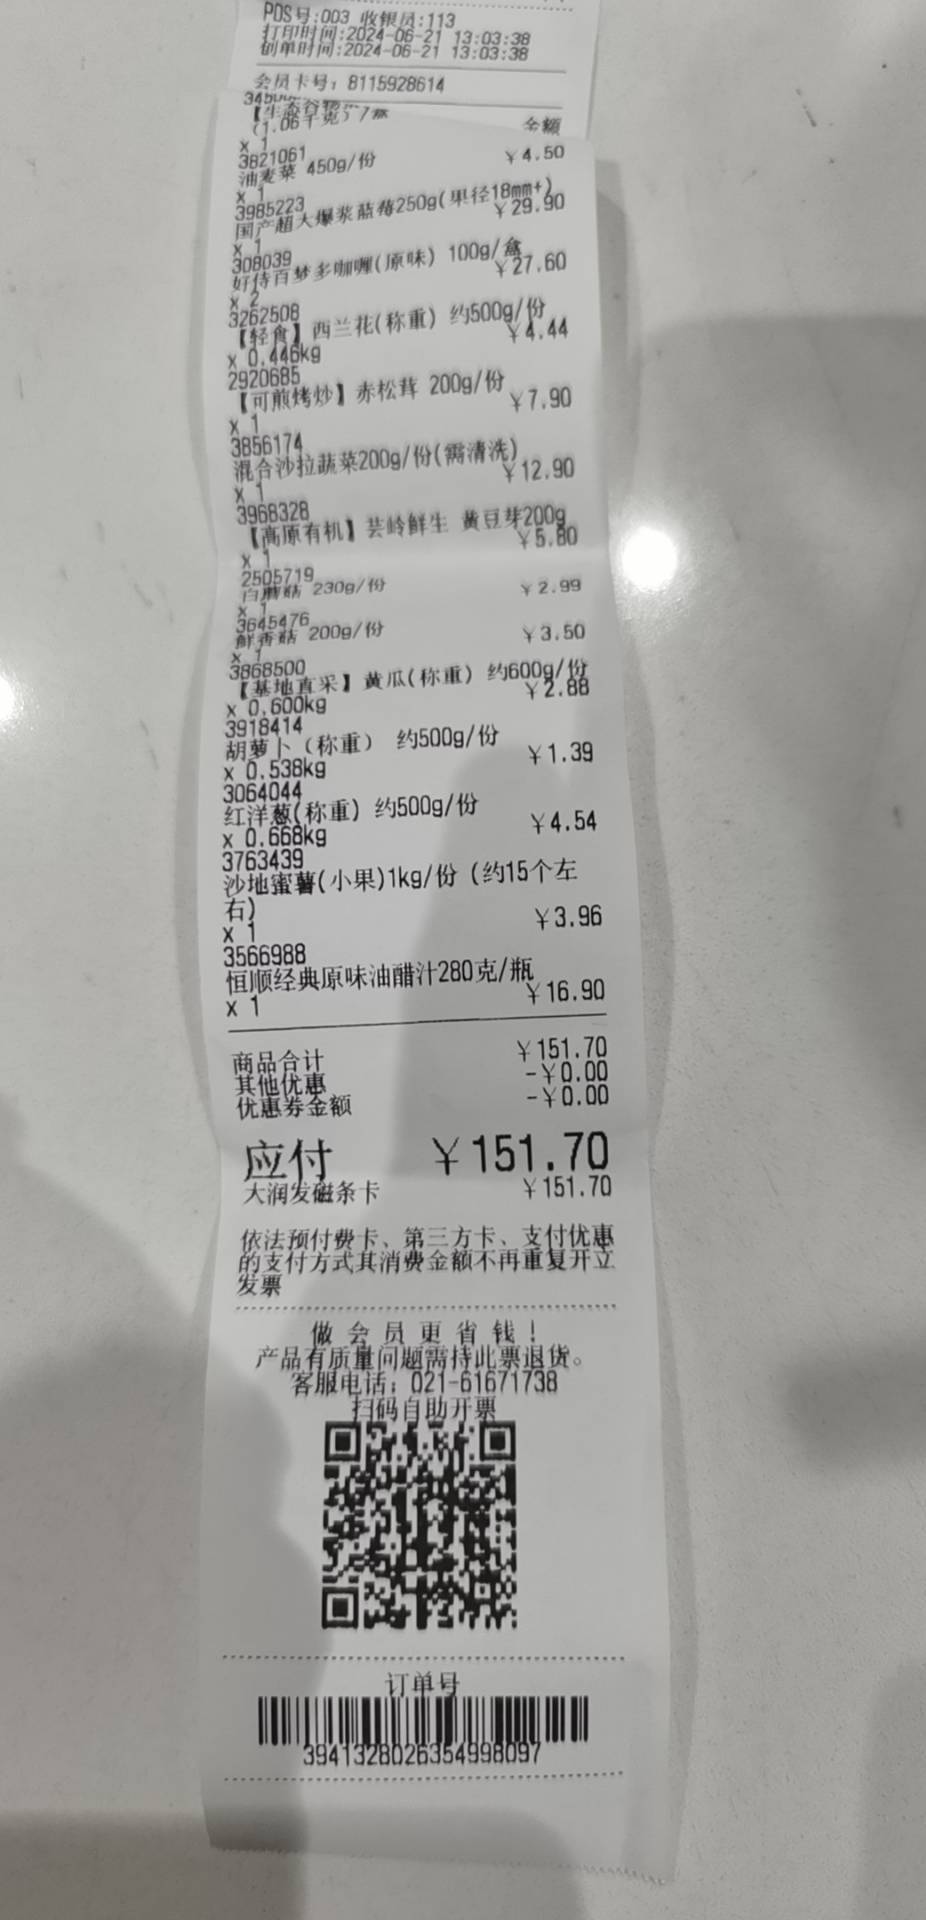 POS号:003 收银员:113
打印时间:2024-06-21 13:03:38
创单时间:2024-06-21 13:03:38
会员卡号：8115928614
金额
x 1
3821061
油麦菜 450g/份 ￥4.50
x 1
3985223
国产超大爆浆蓝莓250g(果径18mm+)
￥29.90
x 1
308039
好侍百梦多咖喱(原味) 100g/盒
￥27.60
x 2
3262508
【轻食】西兰花(称重) 约500g/份
￥4.44
x 0.446kg
2920685
【可煎烤炒】赤松茸 200g/份
￥7.90
x 1
3856174
混合沙拉蔬菜200g/份(需清洗)
￥12.90
x 1
3968328
【高原有机】芸岭鲜生 黄豆芽200g
￥5.80
x 1
2505719
白蘑菇 230g/份 ￥2.99
x 1
3645476
鲜香菇 200g/份 ￥3.50
x 1
3868500
【基地直采】黄瓜(称重) 约600g/份
￥2.88
x 0.600kg
3918414
胡萝卜（称重） 约500g/份
￥1.39
x 0.538kg
3064044
红洋葱(称重) 约500g/份
￥4.54
x 0.668kg
3763439
沙地蜜薯(小果)1kg/份（约15个左
右)
￥3.96
x 1
3566988
恒顺经典原味油醋汁280克/瓶
￥16.90
x 1
商品合计 ￥151.70
其他优惠 -￥0.00
优惠券金额 -￥0.00
应付 ￥151.70
大润发磁条卡 ￥151.70
依法预付费卡、第三方卡、支付优惠
的支付方式其消费金额不再重复开立
发票
做会员更省钱！
产品有质量问题需持此票退货。
客服电话：021-61671738
扫码自助开票
订单号
3941328026354998097